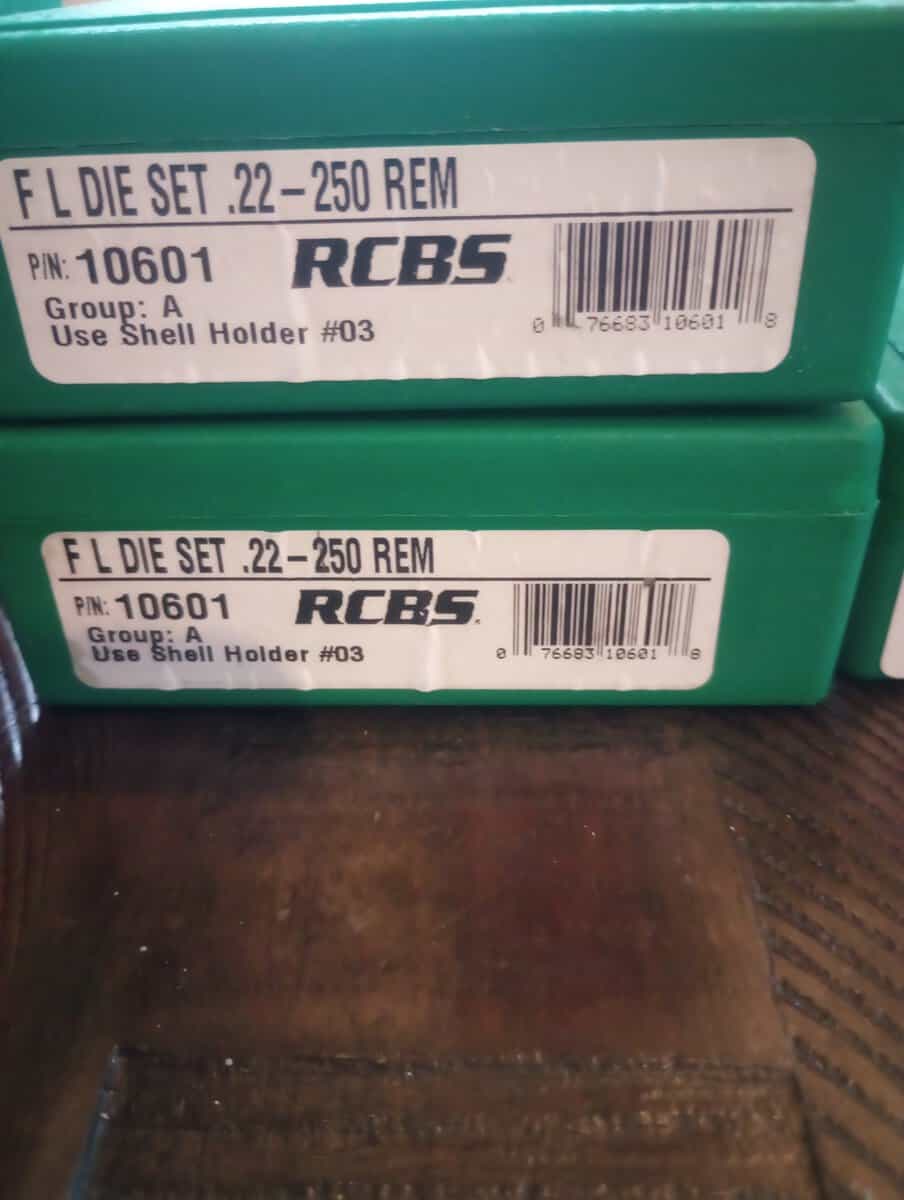 F L DIE SET .22-250 REM
P/N: 10601 RCBS
Group: A
Use Shell Holder #03
0 76683 10601 8
F L DIE SET .22-250 REM
P/N: 10601 RCBS
Group: A
Use Shell Holder #03
0 76683 10601 8